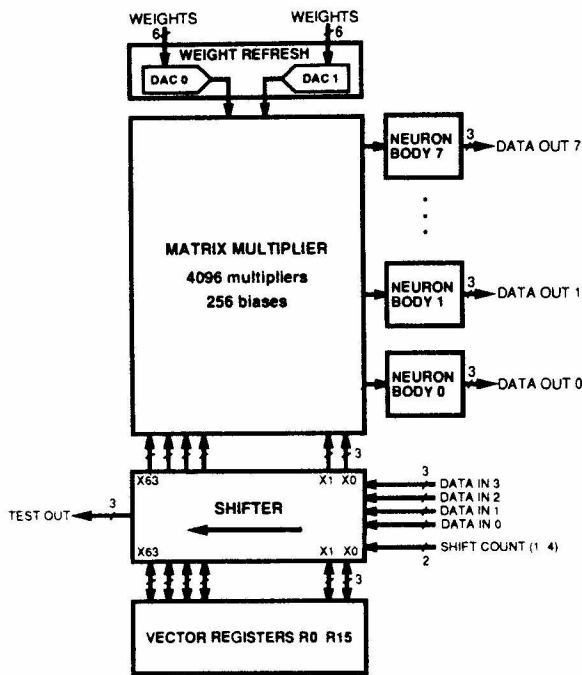 WEIGHTS WEIGHTS
6 6
WEIGHT REFRESH
DAC 0 DAC 1
NEURON BODY 7
3
DATA OUT 7
MATRIX MULTIPLIER
4096 multipliers
256 biases
NEURON BODY 1
3
DATA OUT 1
NEURON BODY 0
3
DATA OUT 0
3
X63 X1 X0
3
DATA IN 3
DATA IN 2
DATA IN 1
DATA IN 0
SHIFT COUNT (1 4)
2
3
TEST OUT
SHIFTER
X63 X1 X0
3
VECTOR REGISTERS R0 R15